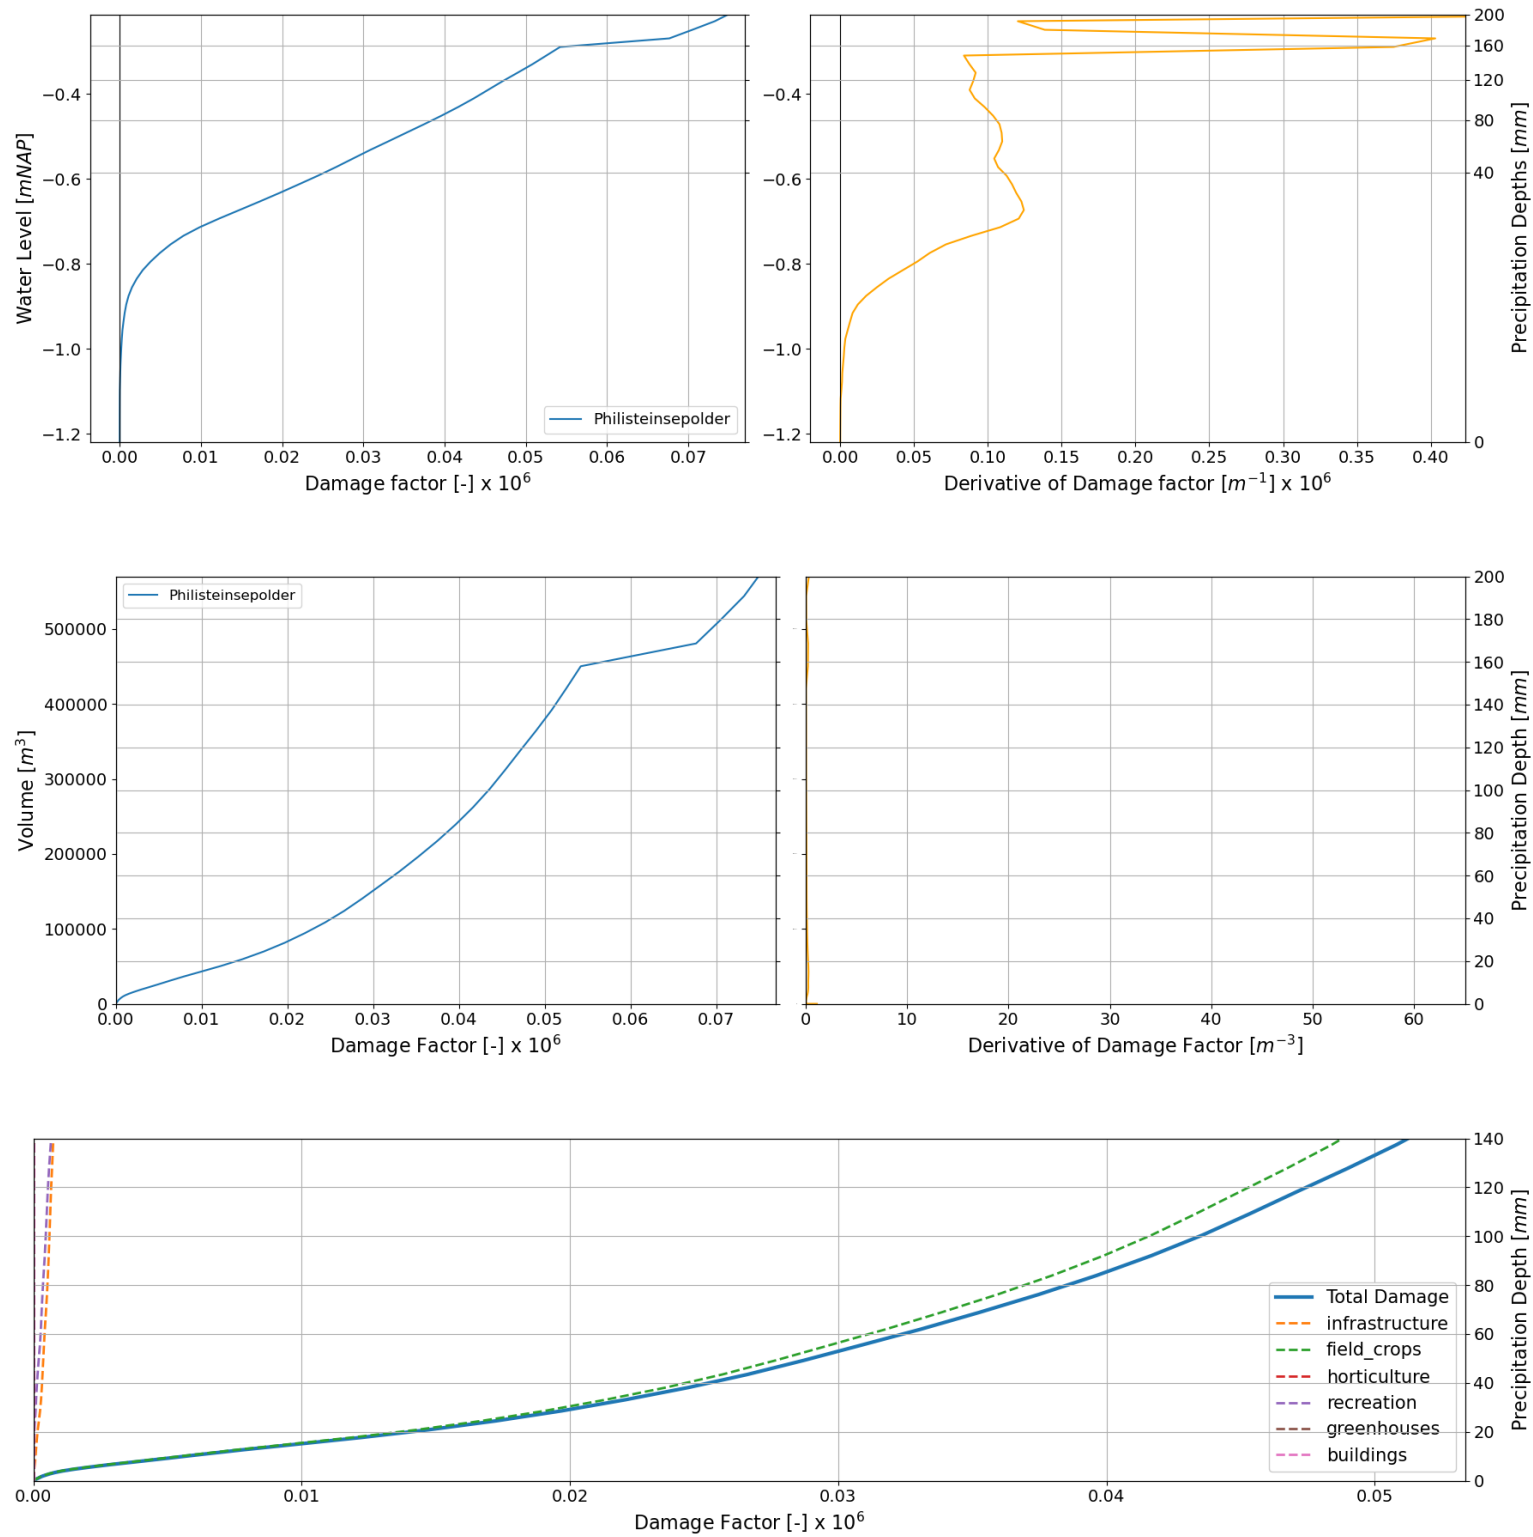 Water Level [mNAP]
−0.4
−0.6
−0.8
−1.0
−1.2
0.00 0.01 0.02 0.03 0.04 0.05 0.06 0.07
Damage factor [-] x 10⁶
Philisteinsepolder
−0.4
−0.6
−0.8
−1.0
−1.2
0.00 0.05 0.10 0.15 0.20 0.25 0.30 0.35 0.40
Derivative of Damage factor [m⁻¹] x 10⁶
200
160
120
80
40
0
Precipitation Depths [mm]
Philisteinsepolder
Volume [m³]
500000
400000
300000
200000
100000
0
0.00 0.01 0.02 0.03 0.04 0.05 0.06 0.07
Damage Factor [-] x 10⁶
0 10 20 30 40 50 60
Derivative of Damage Factor [m⁻³]
200
180
160
140
120
100
80
60
40
20
0
Precipitation Depth [mm]
Total Damage
infrastructure
field_crops
horticulture
recreation
greenhouses
buildings
0.00 0.01 0.02 0.03 0.04 0.05
Damage Factor [-] x 10⁶
140
120
100
80
60
40
20
0
Precipitation Depth [mm]